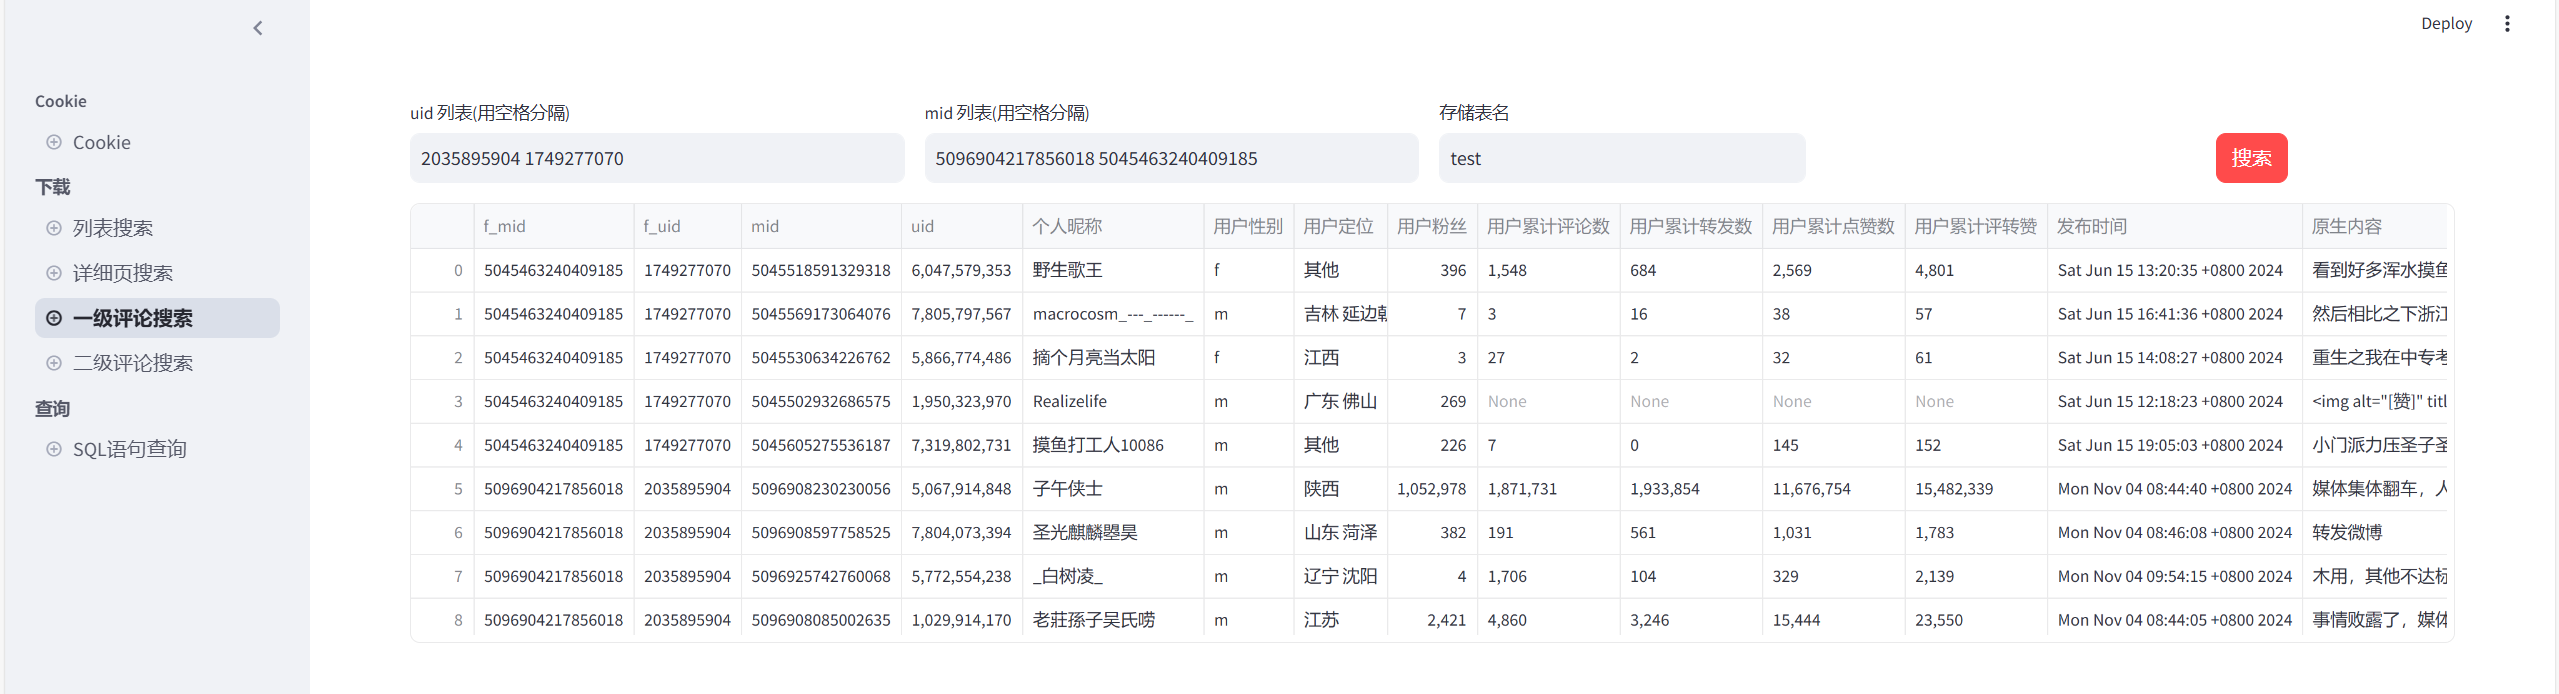 Deploy
Cookie
Cookie
下载
列表搜索
详细页搜索
一级评论搜索
二级评论搜索
查询
SQL语句查询
uid 列表(用空格分隔) mid 列表(用空格分隔) 存储表名
2035895904 1749277070 5096904217856018 5045463240409185 test 搜索
f_mid f_uid mid uid 个人昵称 用户性别 用户定位 用户粉丝 用户累计评论数 用户累计转发数 用户累计点赞数 用户累计评转赞 发布时间 原生内容
0 5045463240409185 1749277070 5045518591329318 6,047,579,353 野生歌王 f 其他 396 1,548 684 2,569 4,801 Sat Jun 15 13:20:35 +0800 2024 看到好多浑水摸鱼
1 5045463240409185 1749277070 5045569173064076 7,805,797,567 macrocosm_---_------_ m 吉林 延边朝 7 3 16 38 57 Sat Jun 15 16:41:36 +0800 2024 然后相比之下浙江
2 5045463240409185 1749277070 5045530634226762 5,866,774,486 摘个月亮当太阳 f 江西 3 27 2 32 61 Sat Jun 15 14:08:27 +0800 2024 重生之我在中专考
3 5045463240409185 1749277070 5045502932686575 1,950,323,970 Realizelife m 广东 佛山 269 None None None None Sat Jun 15 12:18:23 +0800 2024 <img alt="[赞]" titl
4 5045463240409185 1749277070 5045605275536187 7,319,802,731 摸鱼打工人10086 m 其他 226 7 0 145 152 Sat Jun 15 19:05:03 +0800 2024 小门派力压圣子圣
5 5096904217856018 2035895904 5096908230230056 5,067,914,848 子午侠士 m 陕西 1,052,978 1,871,731 1,933,854 11,676,754 15,482,339 Mon Nov 04 08:44:40 +0800 2024 媒体集体翻车，人
6 5096904217856018 2035895904 5096908597758525 7,804,073,394 圣光麒麟曌昊 m 山东 菏泽 382 191 561 1,031 1,783 Mon Nov 04 08:46:08 +0800 2024 转发微博
7 5096904217856018 2035895904 5096925742760068 5,772,554,238 _白树凌_ m 辽宁 沈阳 4 1,706 104 329 2,139 Mon Nov 04 09:54:15 +0800 2024 木用，其他不达标
8 5096904217856018 2035895904 5096908085002635 1,029,914,170 老莊孫子吴氏唠 m 江苏 2,421 4,860 3,246 15,444 23,550 Mon Nov 04 08:44:05 +0800 2024 事情败露了，媒体